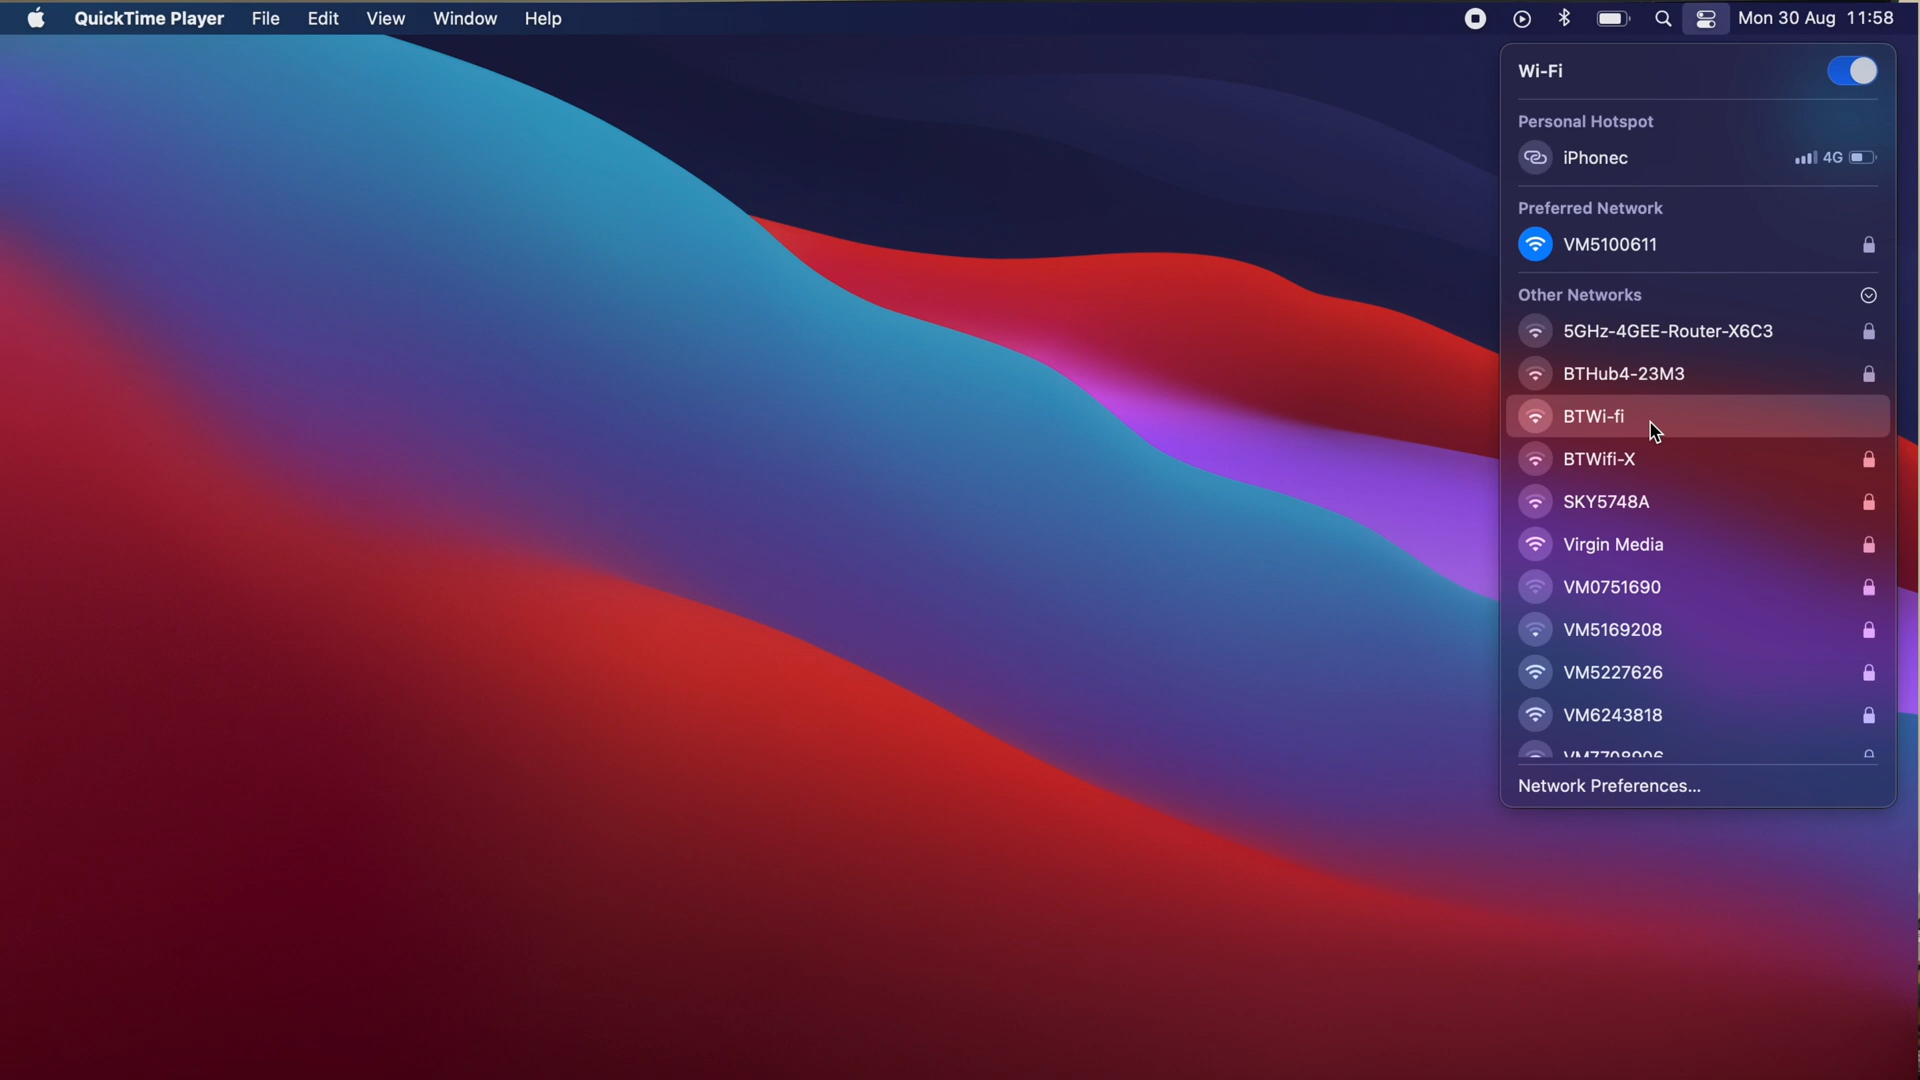 QuickTime Player File Edit View Window Help Mon 30 Aug 11:58
Wi-Fi
Personal Hotspot
iPhonec 4G
Preferred Network
VM5100611
Other Networks
5GHz-4GEE-Router-X6C3
BTHub4-23M3
BTWi-fi
BTWifi-X
SKY5748A
Virgin Media
VM0751690
VM5169208
VM5227626
VM6243818
Network Preferences...